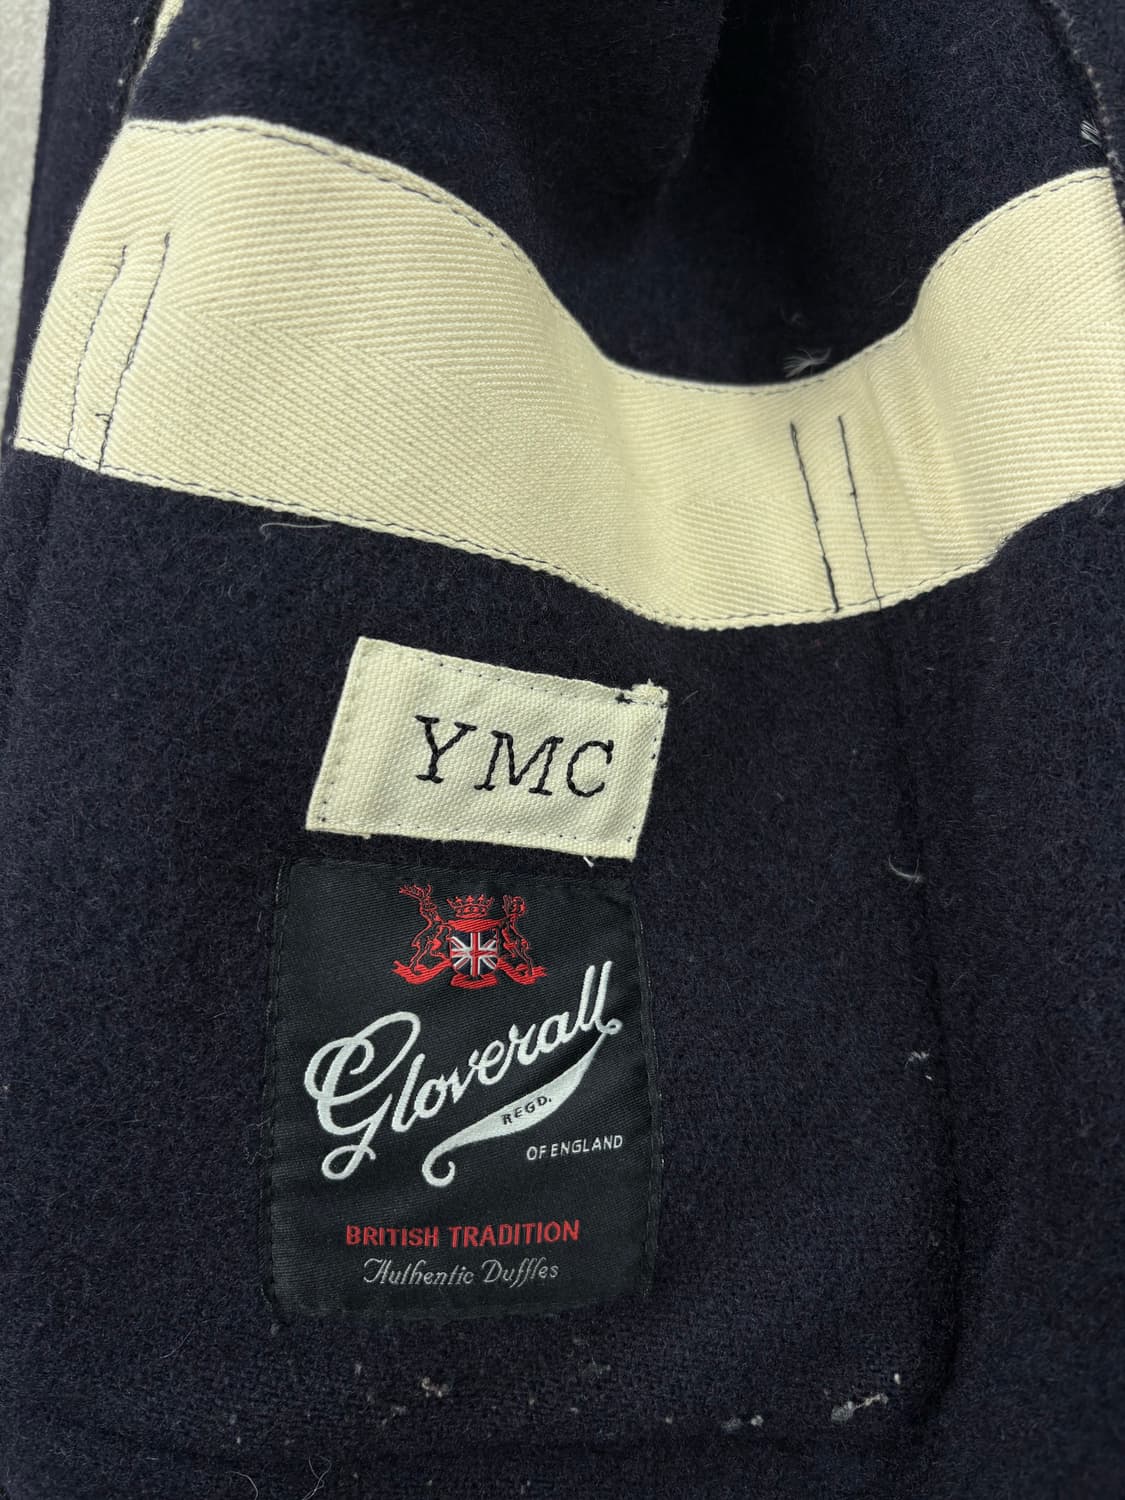 YMC
Gloverall
REGD.
OF ENGLAND
BRITISH TRADITION
Authentic Duffles